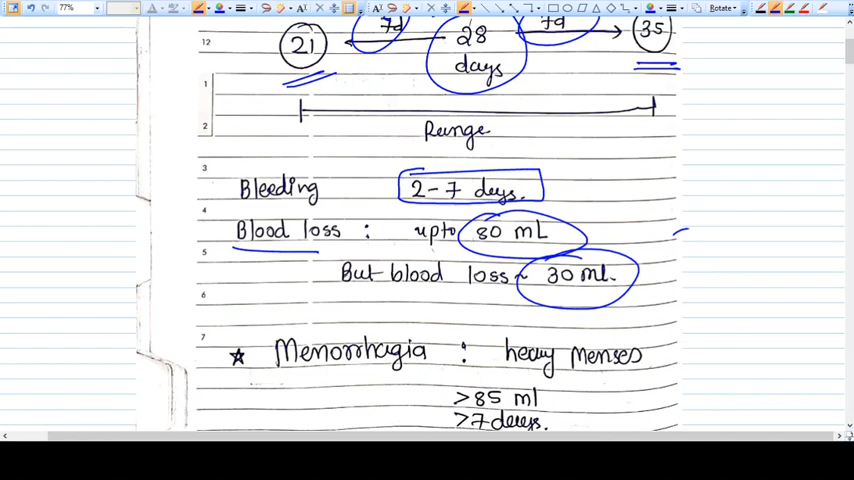 77%
Rotate
7d 28 7d
21 35
days
12
1
2
Range
3
Bleeding 2-7 days.
4
Blood loss : upto 80 mL
5
But blood loss ~ 30 ml.
6
7
★ Menorrhagia : heavy menses
>85 ml
>7 days.